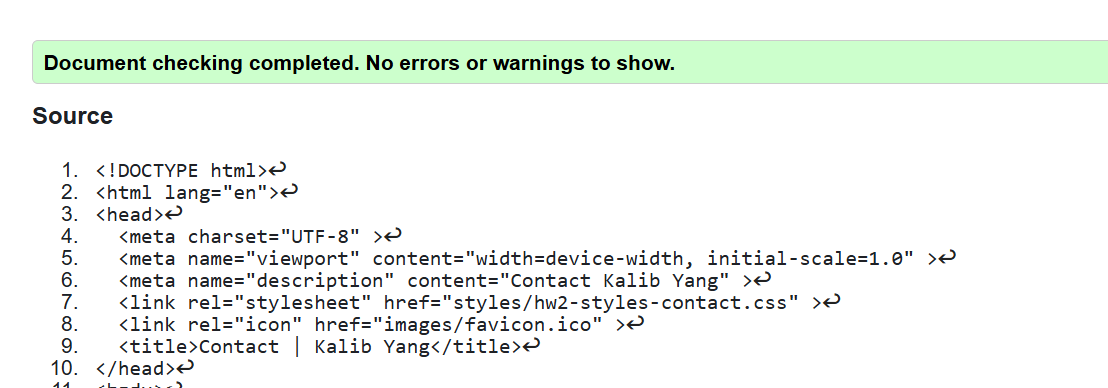 Document checking completed. No errors or warnings to show.
Source
1. <!DOCTYPE html>↩
2. <html lang="en">↩
3. <head>↩
4. <meta charset="UTF-8" >↩
5. <meta name="viewport" content="width=device-width, initial-scale=1.0" >↩
6. <meta name="description" content="Contact Kalib Yang" >↩
7. <link rel="stylesheet" href="styles/hw2-styles-contact.css" >↩
8. <link rel="icon" href="images/favicon.ico" >↩
9. <title>Contact | Kalib Yang</title>↩
10. </head>↩
11. <body>↩